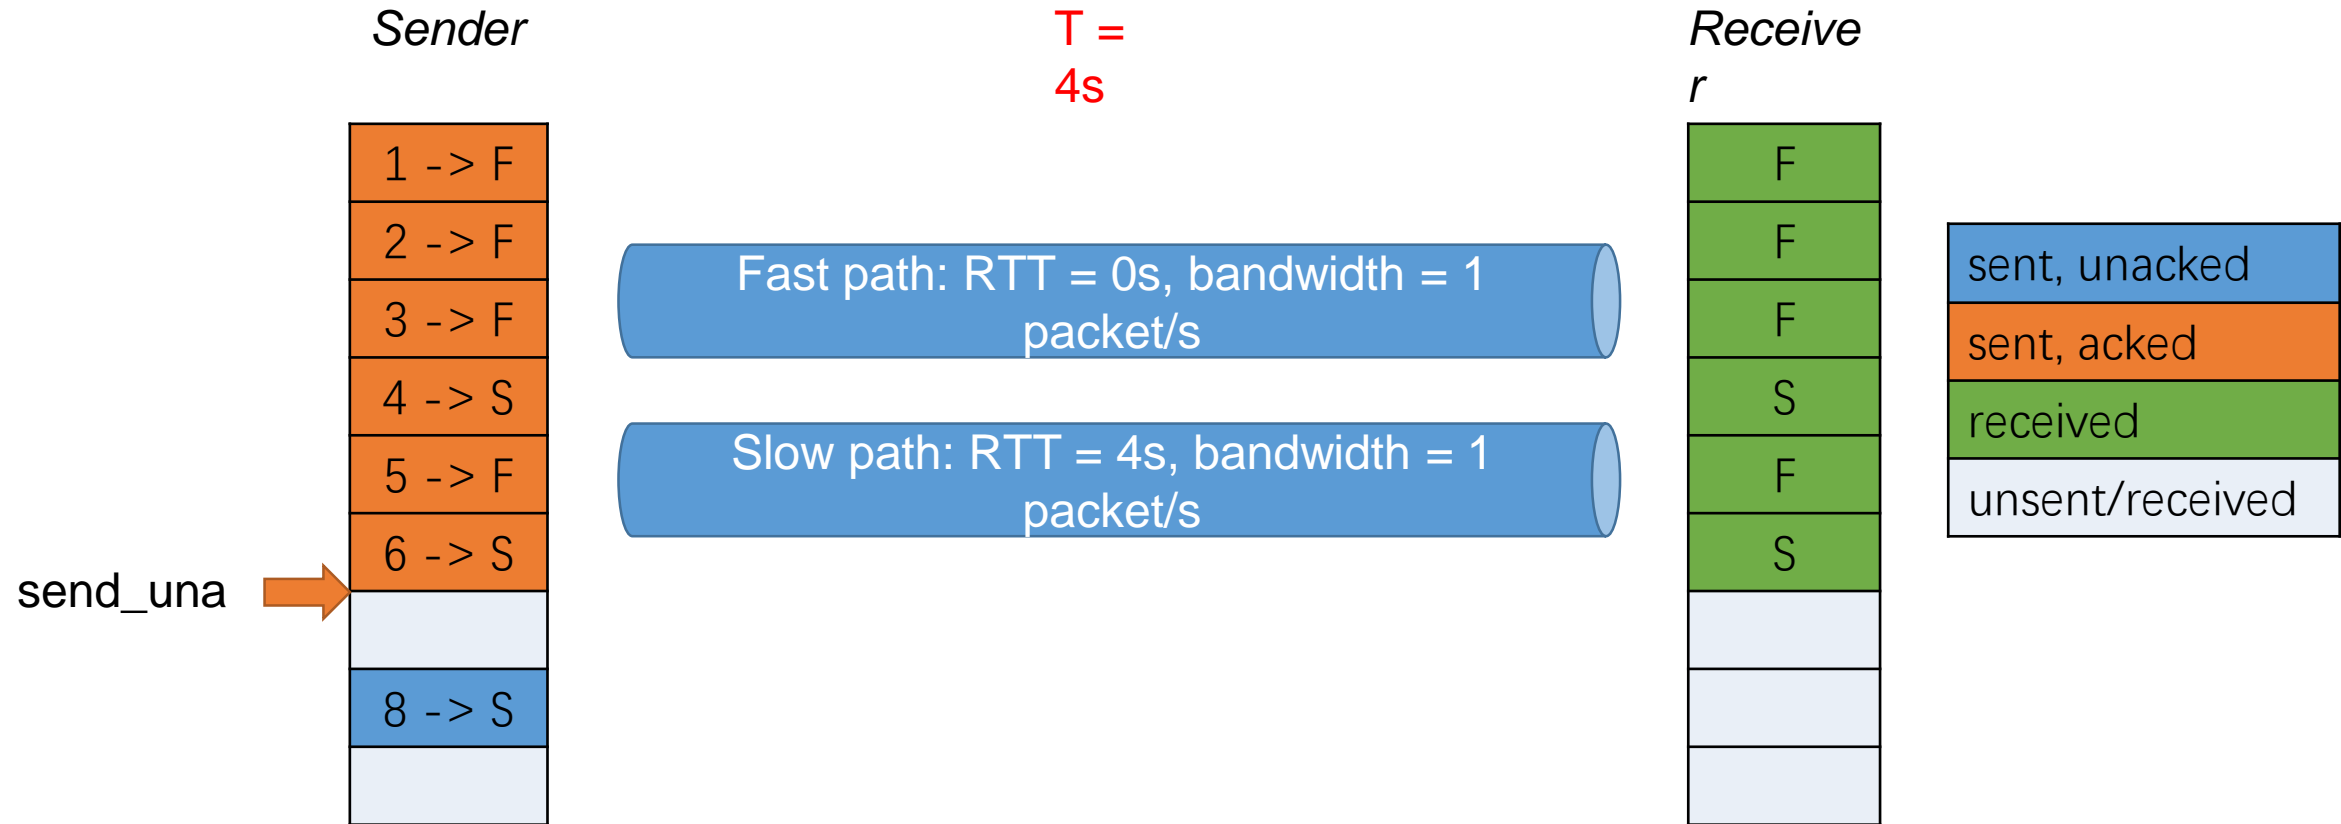 Sender
T =
4s
Receive
r
1 -> F
2 -> F
3 -> F
4 -> S
5 -> F
6 -> S
8 -> S
send_una
Fast path: RTT = 0s, bandwidth = 1
packet/s
Slow path: RTT = 4s, bandwidth = 1
packet/s
F
F
F
S
F
S
sent, unacked
sent, acked
received
unsent/received